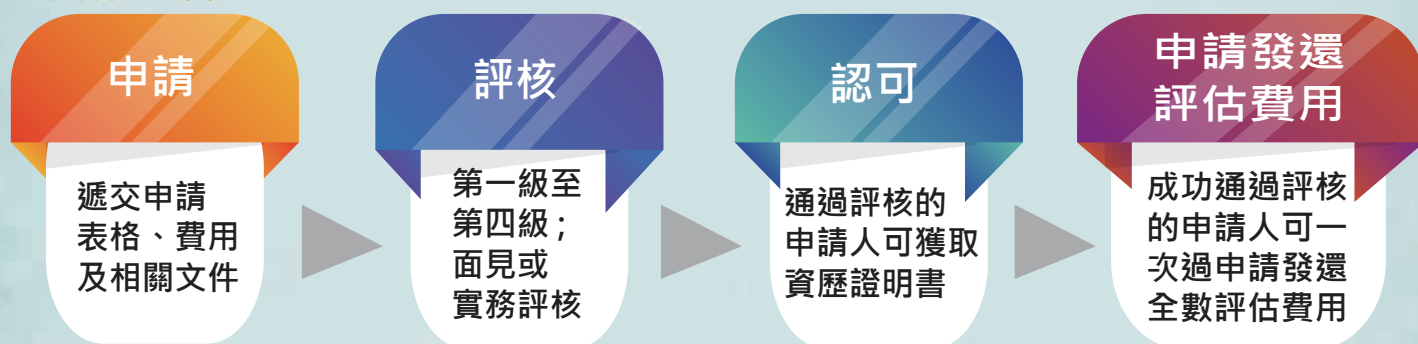 申請
遞交申請
表格、費用
及相關文件
評核
第一級至
第四級；
面見或
實務評核
認可
通過評核的
申請人可獲取
資歷證明書
申請發還
評估費用
成功通過評核
的申請人可一
次過申請發還
全數評估費用